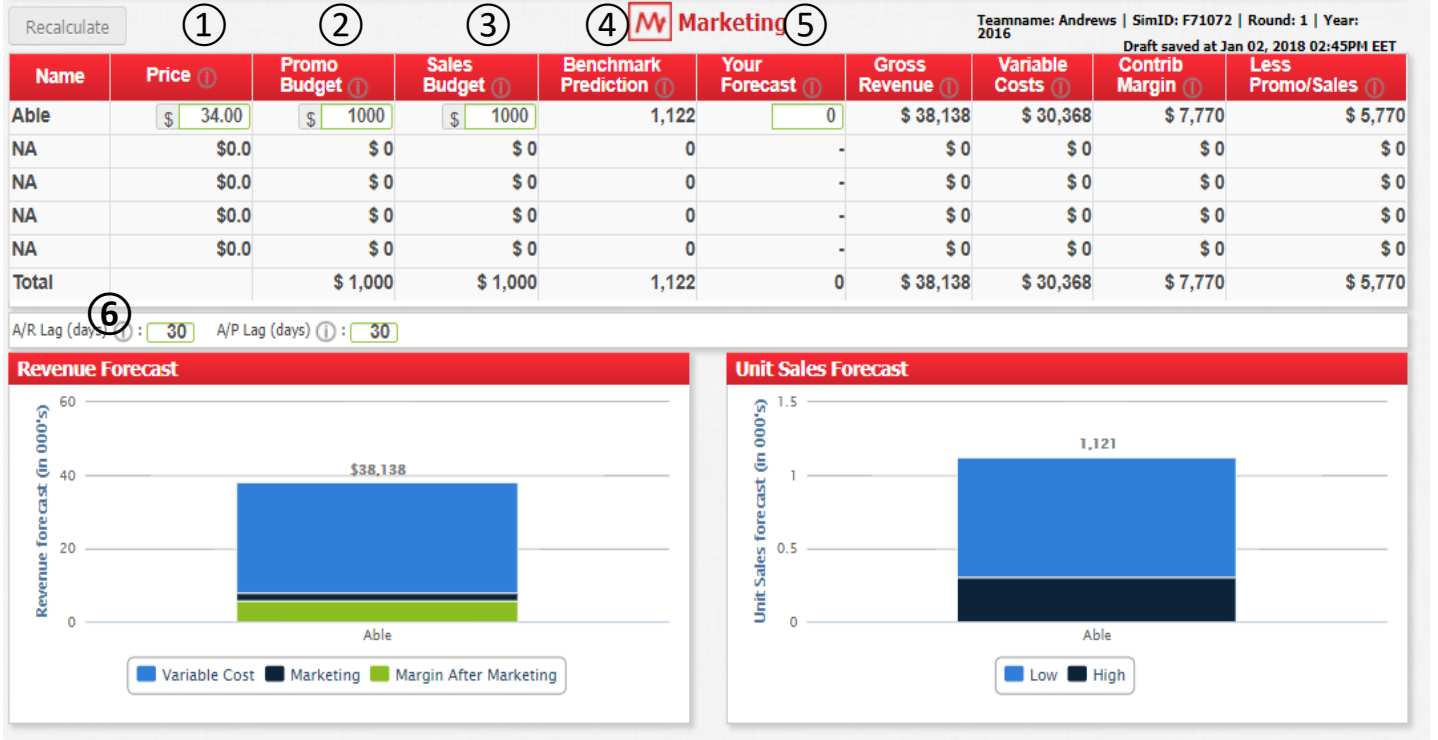 Recalculate ① ② ③ ④ Marketing ⑤ Teamname: Andrews | SimID: F71072 | Round: 1 | Year:
2016
Draft saved at Jan 02, 2018 02:45PM EET
Name Price Promo Budget Sales Budget Benchmark Prediction Your Forecast Gross Revenue Variable Costs Contrib Margin Less Promo/Sales
Able $ 34.00 $ 1000 $ 1000 1,122 0 $ 38,138 $ 30,368 $ 7,770 $ 5,770
NA $0.0 $ 0 $ 0 0 - $ 0 $ 0 $ 0 $ 0
NA $0.0 $ 0 $ 0 0 - $ 0 $ 0 $ 0 $ 0
NA $0.0 $ 0 $ 0 0 - $ 0 $ 0 $ 0 $ 0
NA $0.0 $ 0 $ 0 0 - $ 0 $ 0 $ 0 $ 0
Total $ 1,000 $ 1,000 1,122 0 $ 38,138 $ 30,368 $ 7,770 $ 5,770
⑥
A/R Lag (days) : 30 A/P Lag (days) : 30
Revenue Forecast
Revenue forecast (in 000's)
60
40
20
0
$38,138
Able
Variable Cost Marketing Margin After Marketing
Unit Sales Forecast
Unit Sales forecast (in 000's)
1.5
1
0.5
0
1,121
Able
Low High